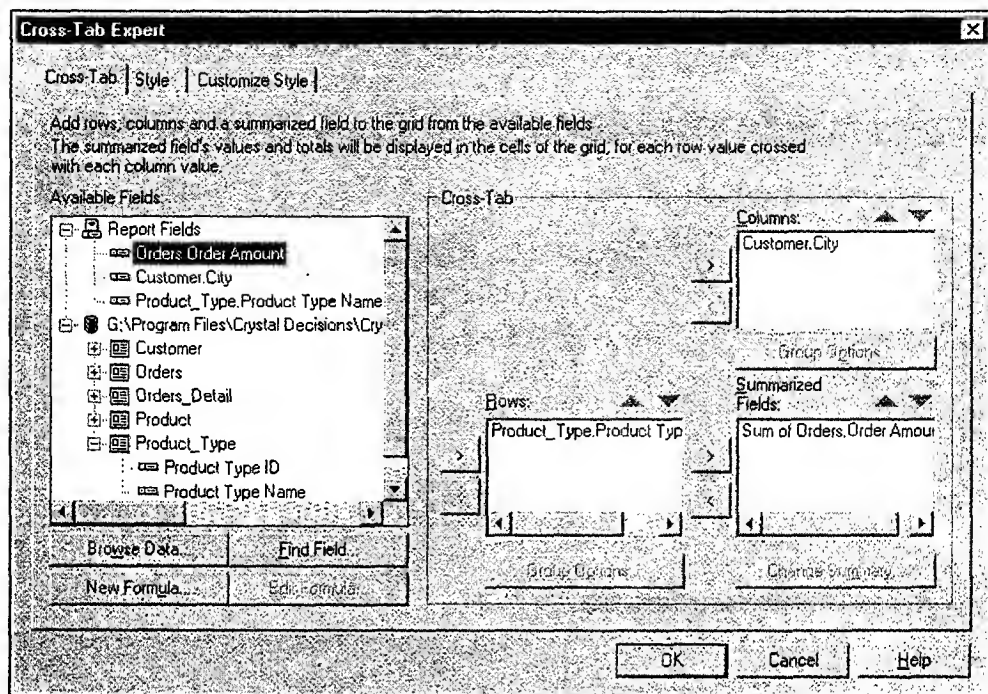 Cross-Tab Expert
Cross-Tab Style Customize Style
Add rows, columns and a summarized field to the grid from the available fields
The summarized field's values and totals will be displayed in the cells of the grid, for each row value crossed
with each column value.
Available Fields:
Report Fields
Orders.Order Amount
Customer.City
Product_Type.Product Type Name
G:\Program Files\Crystal Decisions\Cry
Customer
Orders
Orders_Detail
Product
Product_Type
Product Type ID
Product Type Name
Browse Data... Find Field...
New Formula... Edit Formula...
Cross-Tab
Columns:
Customer.City
Group Options
Rows:
Product_Type.Product Typ
Group Options
Summarized
Fields:
Sum of Orders.Order Amour
Change Summary
OK Cancel Help